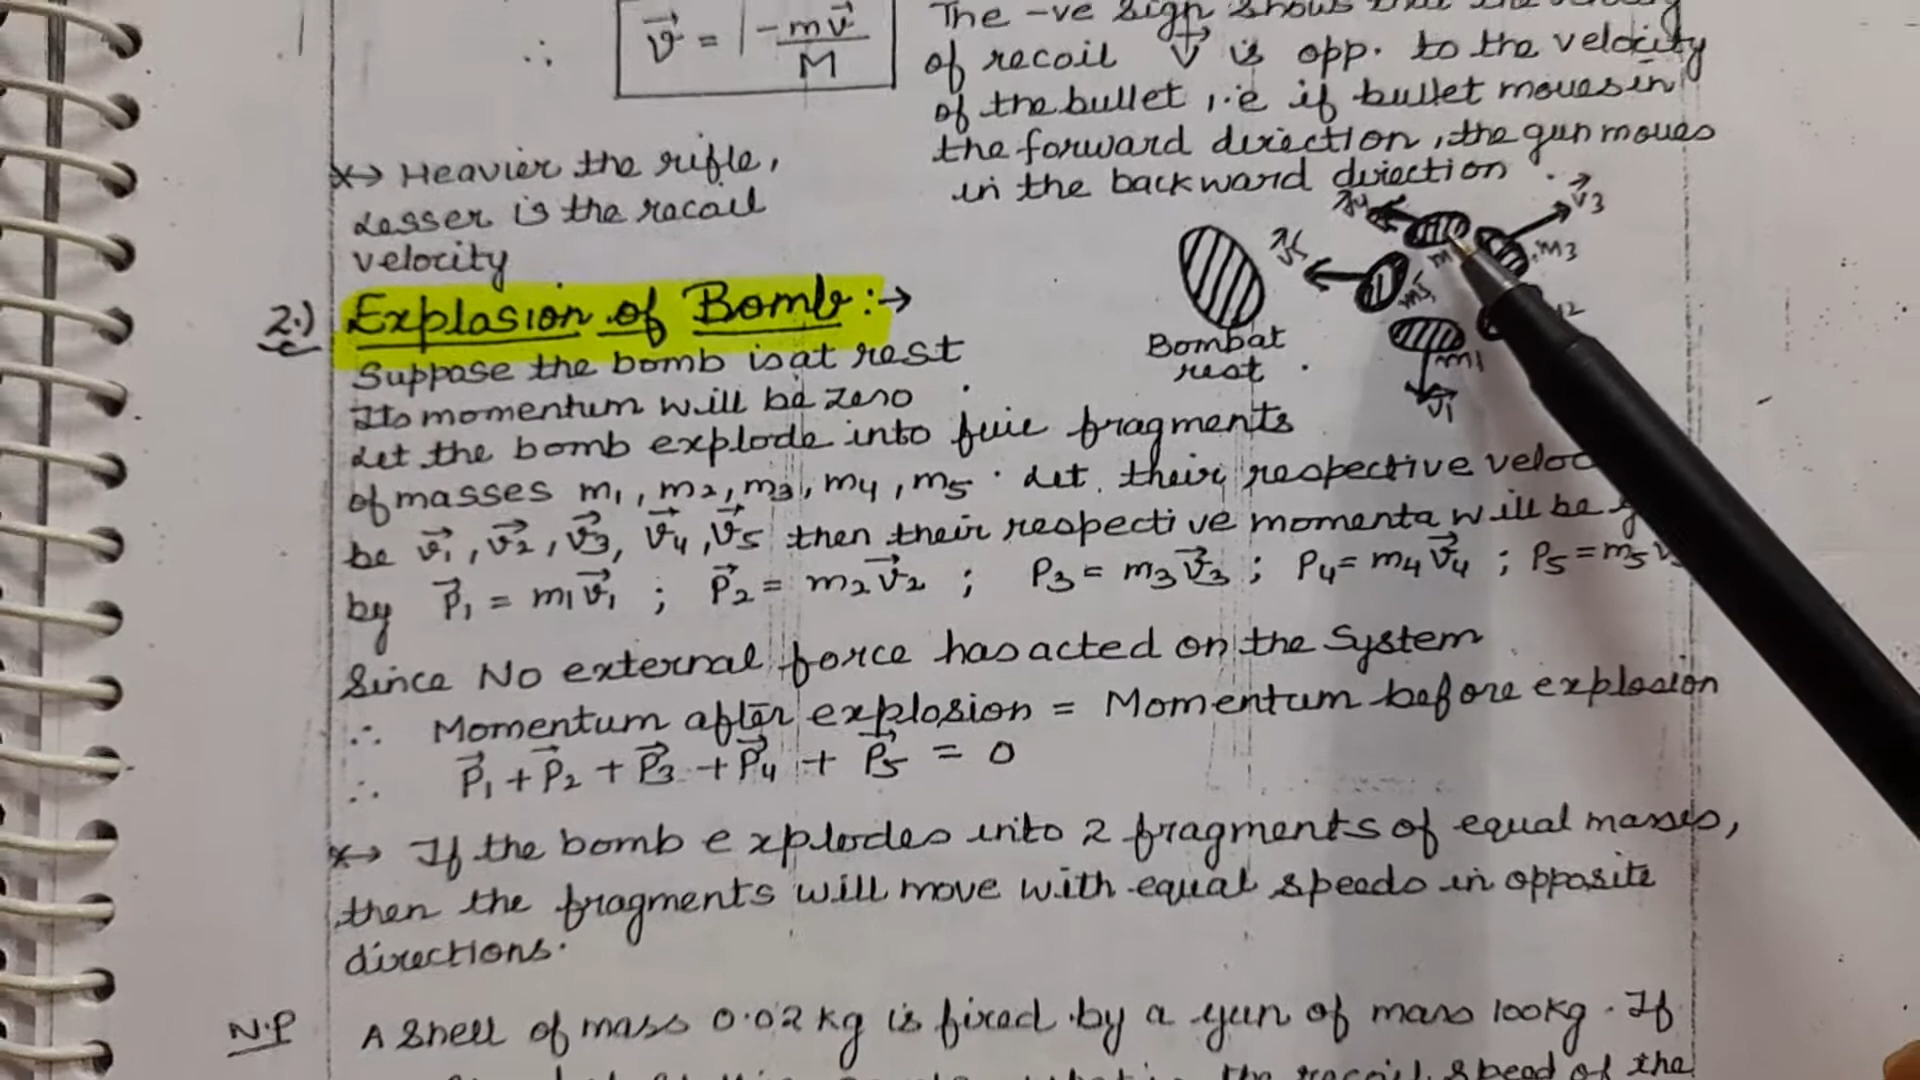 The -ve sign shows that the
∴ v⃗ = |-mv⃗/M
of recoil V⃗ is opp. to the velocity
of the bullet, i.e if bullet moves in
the forward direction, the gun moves
in the backward direction
*→ Heavier the rifle,
Lesser is the recoil
velocity
v⃗3
m3
v⃗5
m5
m1
v⃗1
Bomb at
rest
2.) Explosion of Bomb :→
Suppose the bomb is at rest
Its momentum will be zero
Let the bomb explode into five fragments
of masses m1, m2, m3, m4, m5. Let their respective
be v⃗1, v⃗2, v⃗3, v⃗4, v⃗5 then their respective momenta will be
by p⃗1 = m1v⃗1 ; p⃗2 = m2v⃗2 ; P3 = m3v⃗3 ; P4 = m4v⃗4 ; P5 = m5
Since No external force has acted on the System
∴ Momentum after explosion = Momentum before explosion
∴ P⃗1 + P⃗2 + P⃗3 + P⃗4 + P⃗5 = 0
*→ If the bomb explodes into 2 fragments of equal masses,
then the fragments will move with equal speeds in opposite
directions.
N.P A Shell of mass 0.02 kg is fired by a gun of mass 100kg. If
the recoil speed of the